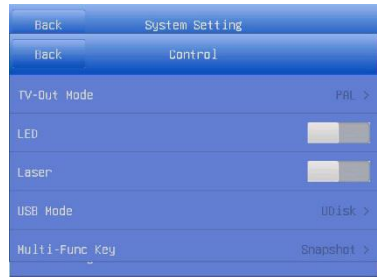 Back System Setting
Back Control
TV-Out Mode PAL >
LED
Laser
USB Mode UDisk >
Multi-Func Key Snapshot >